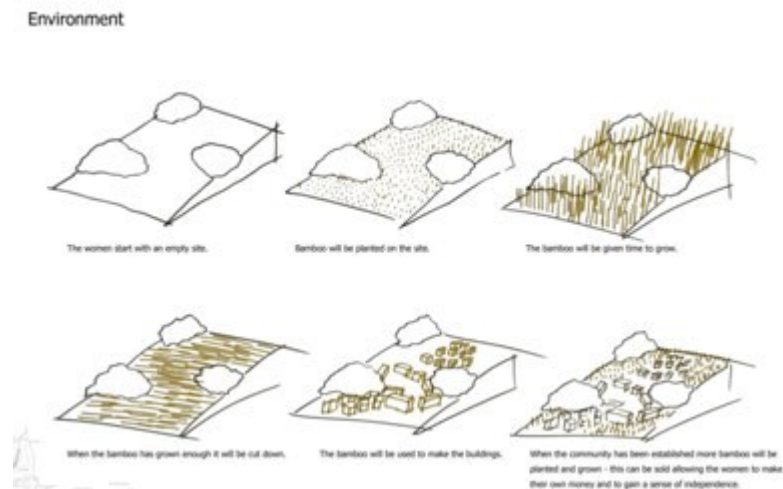 Environment
The women start with an empty site.
Bamboo will be planted on the site.
The bamboo will be given time to grow.
When the bamboo has grown enough it will be cut down.
The bamboo will be used to make the buildings.
When the community has been established more bamboo will be
planted and grown - this can be sold allowing the women to make
their own money and to gain a sense of independence.